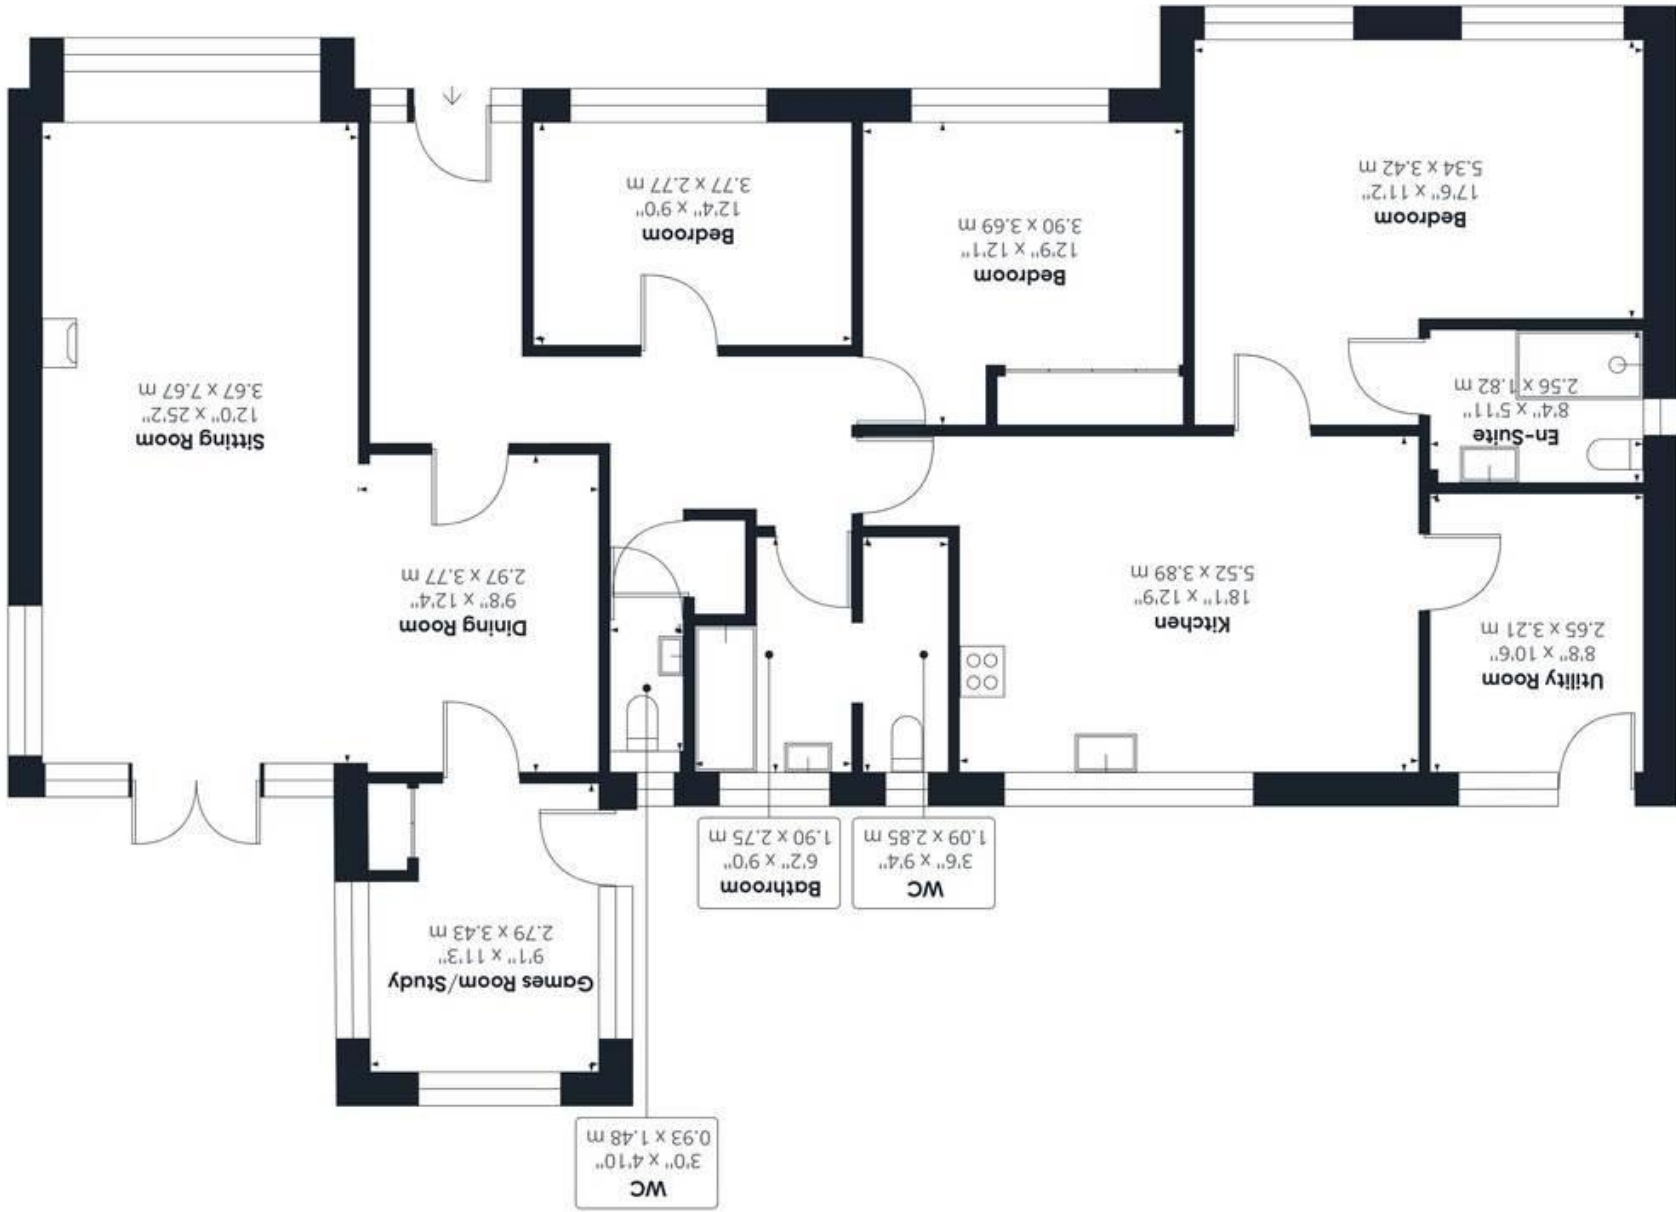 WC
3'0" x 4'10"
0.93 x 1.48 m
Games Room/Study
9'1" x 11'3"
2.79 x 3.43 m
WC
3'6" x 9'4"
1.09 x 2.85 m
Bathroom
6'2" x 9'0"
1.90 x 2.75 m
Utility Room
8'8" x 10'6"
2.65 x 3.21 m
Kitchen
18'1" x 12'9"
5.52 x 3.89 m
Dining Room
9'8" x 12'4"
2.97 x 3.77 m
En-Suite
8'4" x 5'11"
2.56 x 1.82 m
Sitting Room
12'0" x 25'2"
3.67 x 7.67 m
Bedroom
17'6" x 11'2"
5.34 x 3.42 m
Bedroom
12'9" x 12'1"
3.90 x 3.69 m
Bedroom
12'4" x 9'0"
3.77 x 2.77 m